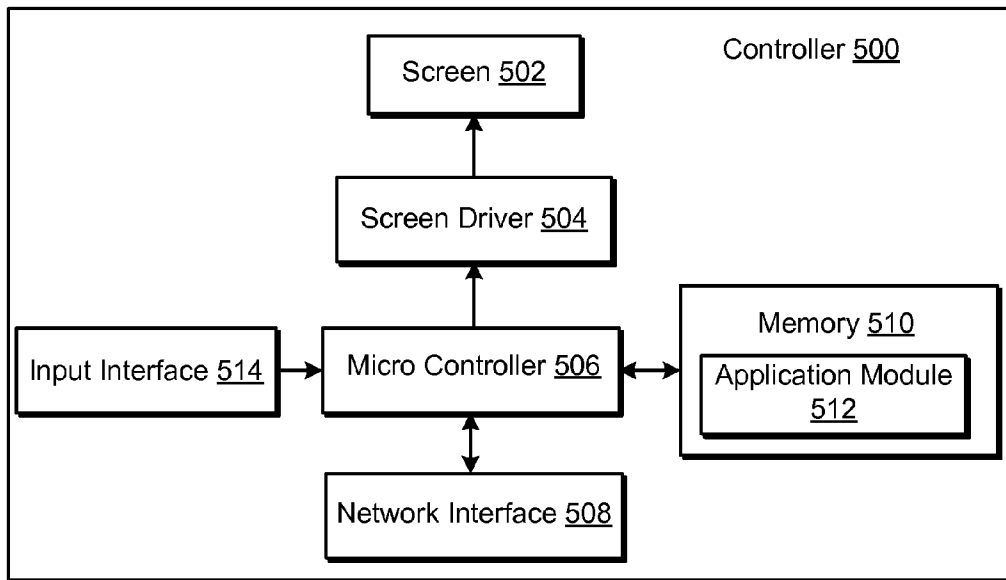 Controller 500
Screen 502
Screen Driver 504
Input Interface 514
Micro Controller 506
Memory 510
Application Module
512
Network Interface 508